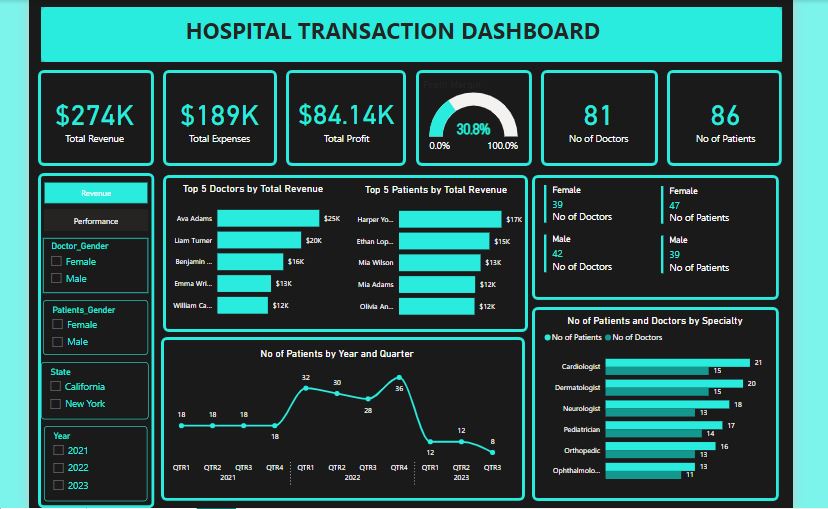 HOSPITAL TRANSACTION DASHBOARD
$274K
Total Revenue
$189K
Total Expenses
$84.14K
Total Profit
30.8%
0.0% 100.0%
81
No of Doctors
86
No of Patients
Revenue
Performance
Doctor_Gender
Female
Male
Patients_Gender
Female
Male
State
California
New York
Year
2021
2022
2023
Top 5 Doctors by Total Revenue
Ava Adams $25K
Liam Turner $20K
Benjamin ... $16K
Emma Wri... $13K
William Ca... $12K
Top 5 Patients by Total Revenue
Harper Yo... $17K
Ethan Lop... $15K
Mia Wilson $13K
Mia Adams $12K
Olivia An... $12K
Female
39
No of Doctors
Male
42
No of Doctors
Female
47
No of Patients
Male
39
No of Patients
No of Patients by Year and Quarter
18 18 18 18 32 30 28 36 12 12 8
QTR1 QTR2 QTR3 QTR4 QTR1 QTR2 QTR3 QTR4 QTR1 QTR2 QTR3
2021 2022 2023
No of Patients and Doctors by Specialty
No of Patients No of Doctors
Cardiologist 21
15
Dermatologist 20
15
Neurologist 18
13
Pediatrician 17
14
Orthopedic 16
13
Ophthalmolo... 13
11